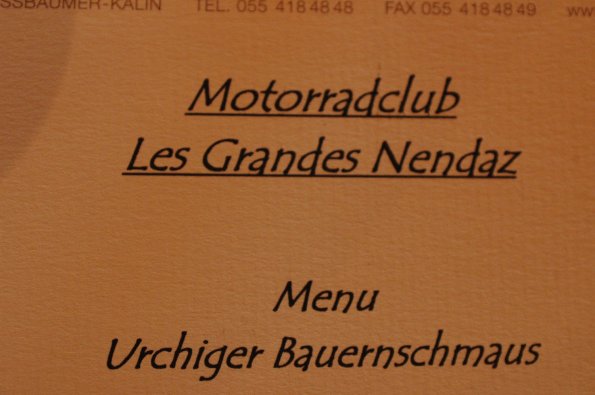 SSBAUMER-KÄLIN TEL. 055 418 48 48 FAX 055 418 48 49 ww
Motorradclub
Les Grandes Nendaz
Menu
Urchiger Bauernschmaus